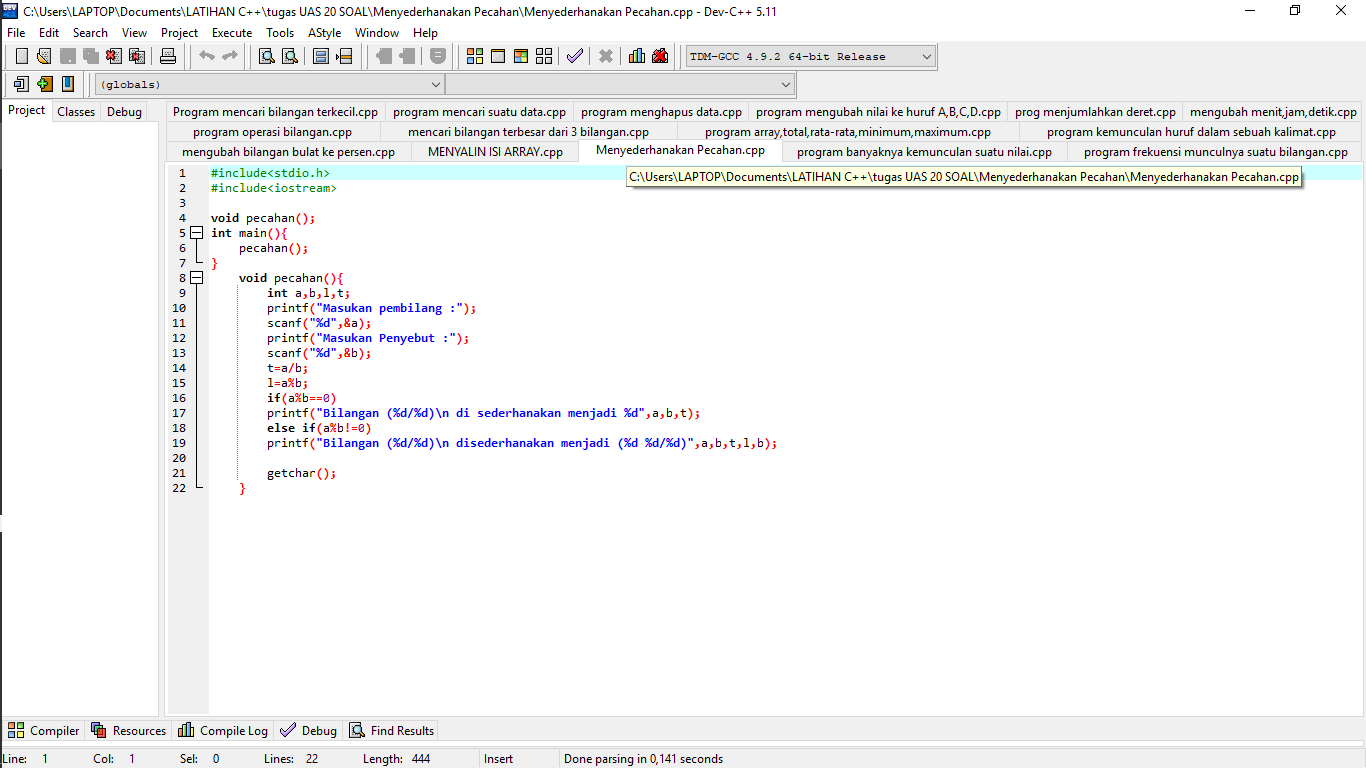 C:\Users\LAPTOP\Documents\LATIHAN C++\tugas UAS 20 SOAL\Menyederhanakan Pecahan\Menyederhanakan Pecahan.cpp - Dev-C++ 5.11
File Edit Search View Project Execute Tools AStyle Window Help
TDM-GCC 4.9.2 64-bit Release
(globals)
Project Classes Debug
Program mencari bilangan terkecil.cpp program mencari suatu data.cpp program menghapus data.cpp program mengubah nilai ke huruf A,B,C,D.cpp prog menjumlahkan deret.cpp mengubah menit,jam,detik.cpp
program operasi bilangan.cpp mencari bilangan terbesar dari 3 bilangan.cpp program array,total,rata-rata,minimum,maximum.cpp program kemunculan huruf dalam sebuah kalimat.cpp
mengubah bilangan bulat ke persen.cpp MENYALIN ISI ARRAY.cpp Menyederhanakan Pecahan.cpp program banyaknya kemunculan suatu nilai.cpp program frekuensi munculnya suatu bilangan.cpp
C:\Users\LAPTOP\Documents\LATIHAN C++\tugas UAS 20 SOAL\Menyederhanakan Pecahan\Menyederhanakan Pecahan.cpp
1 #include<stdio.h>
2 #include<iostream>
3
4 void pecahan();
5 int main(){
6 pecahan();
7 }
8 void pecahan(){
9 int a,b,l,t;
10 printf("Masukan pembilang :");
11 scanf("%d",&a);
12 printf("Masukan Penyebut :");
13 scanf("%d",&b);
14 t=a/b;
15 l=a%b;
16 if(a%b==0)
17 printf("Bilangan (%d/%d)\n di sederhanakan menjadi %d",a,b,t);
18 else if(a%b!=0)
19 printf("Bilangan (%d/%d)\n disederhanakan menjadi (%d %d/%d)",a,b,t,l,b);
20
21 getchar();
22 }
Compiler Resources Compile Log Debug Find Results
Line: 1 Col: 1 Sel: 0 Lines: 22 Length: 444 Insert Done parsing in 0,141 seconds